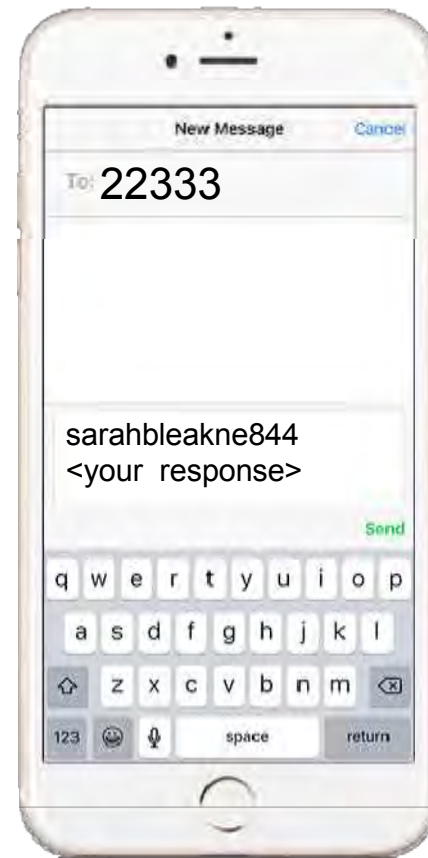 New Message Cancel
To: 22333
sarahbleakne844
<your response>
Send
q w e r t y u i o p
a s d f g h j k l
z x c v b n m
123 space return